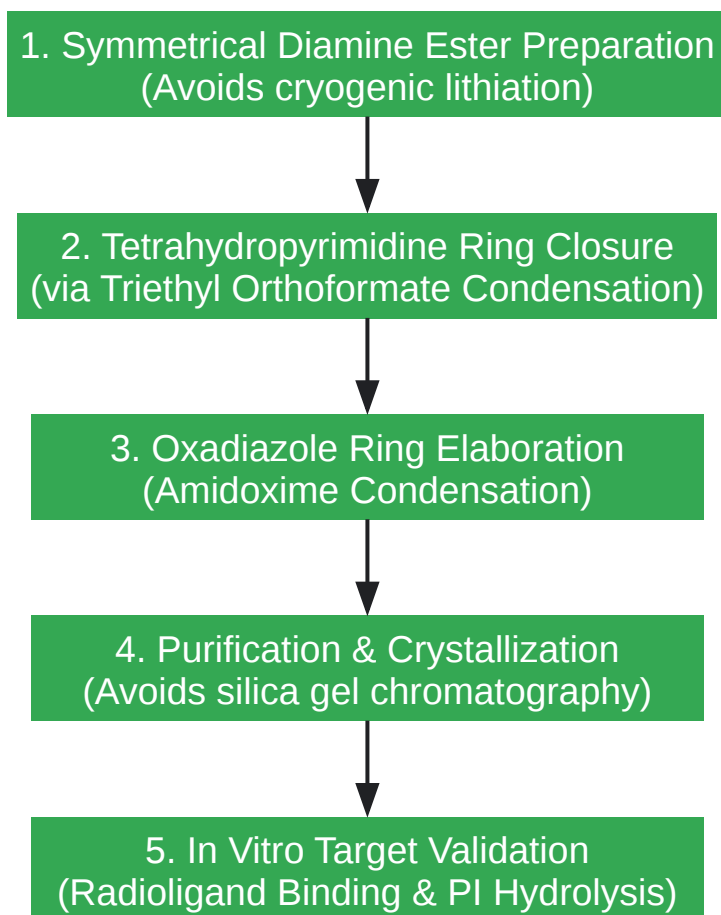 1. Symmetrical Diamine Ester Preparation
(Avoids cryogenic lithiation)
2. Tetrahydropyrimidine Ring Closure
(via Triethyl Orthoformate Condensation)
3. Oxadiazole Ring Elaboration
(Amidoxime Condensation)
4. Purification & Crystallization
(Avoids silica gel chromatography)
5. In Vitro Target Validation
(Radioligand Binding & PI Hydrolysis)